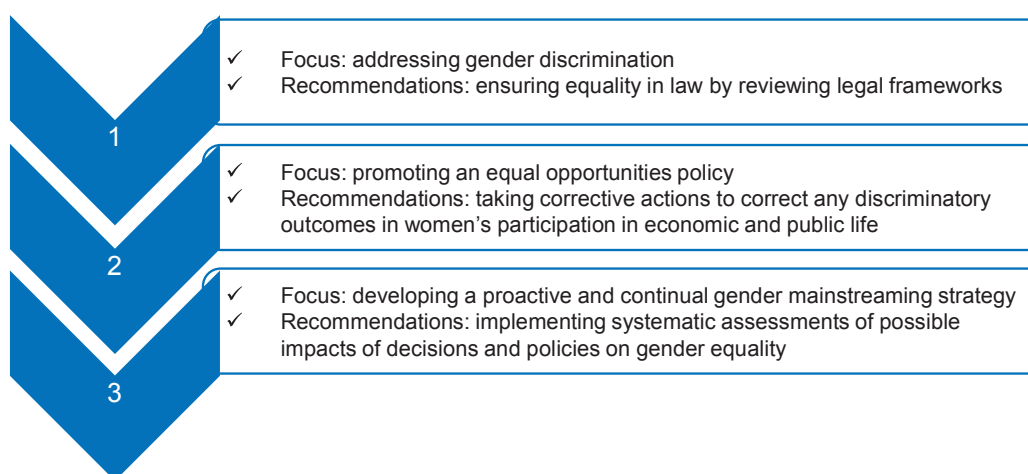 ✓ Focus: addressing gender discrimination
✓ Recommendations: ensuring equality in law by reviewing legal frameworks
1
✓ Focus: promoting an equal opportunities policy
✓ Recommendations: taking corrective actions to correct any discriminatory
outcomes in women’s participation in economic and public life
2
✓ Focus: developing a proactive and continual gender mainstreaming strategy
✓ Recommendations: implementing systematic assessments of possible
impacts of decisions and policies on gender equality
3